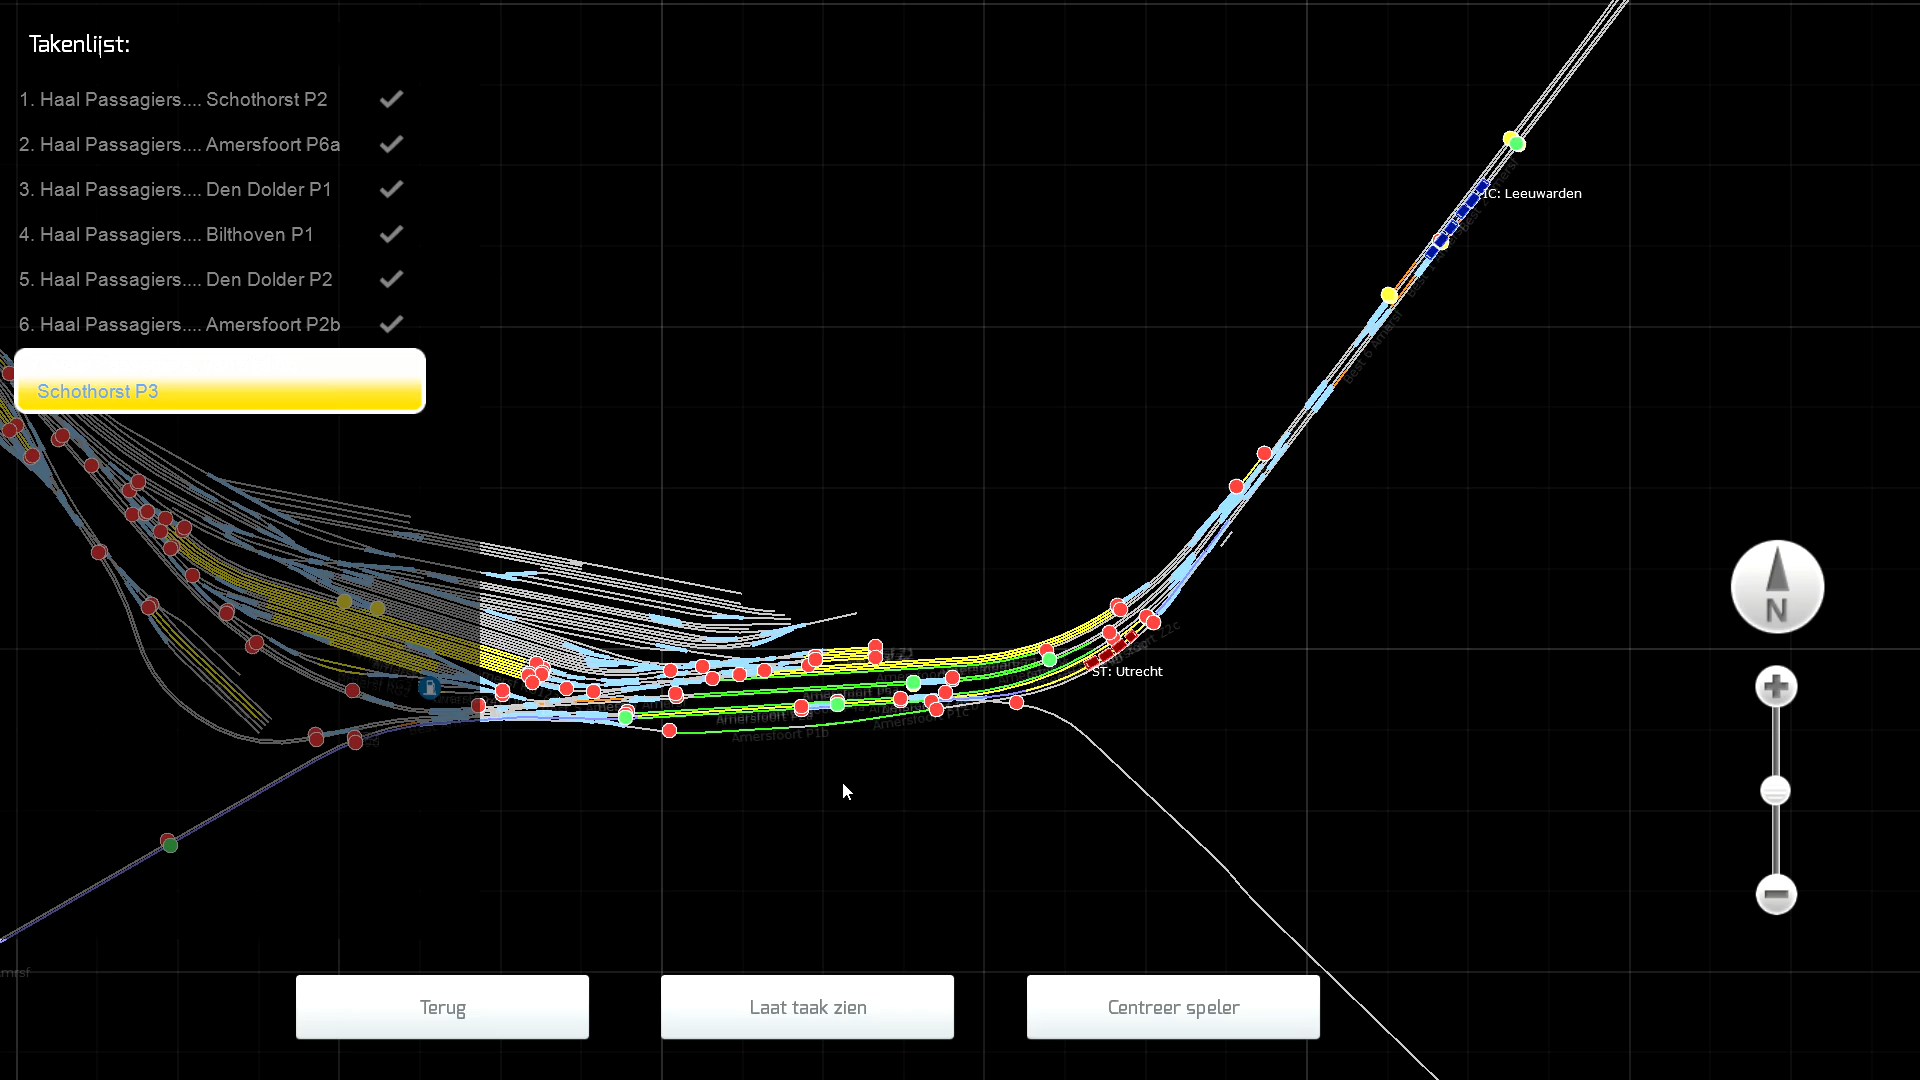 Takenlijst:
1. Haal Passagiers.... Schothorst P2
2. Haal Passagiers.... Amersfoort P6a
3. Haal Passagiers.... Den Dolder P1
4. Haal Passagiers.... Bilthoven P1
5. Haal Passagiers.... Den Dolder P2
6. Haal Passagiers.... Amersfoort P2b
Schothorst P3
IC: Leeuwarden
ST: Utrecht
Amersfoort P1b
Amersfoort P1c
N
Terug
Laat taak zien
Centreer speler